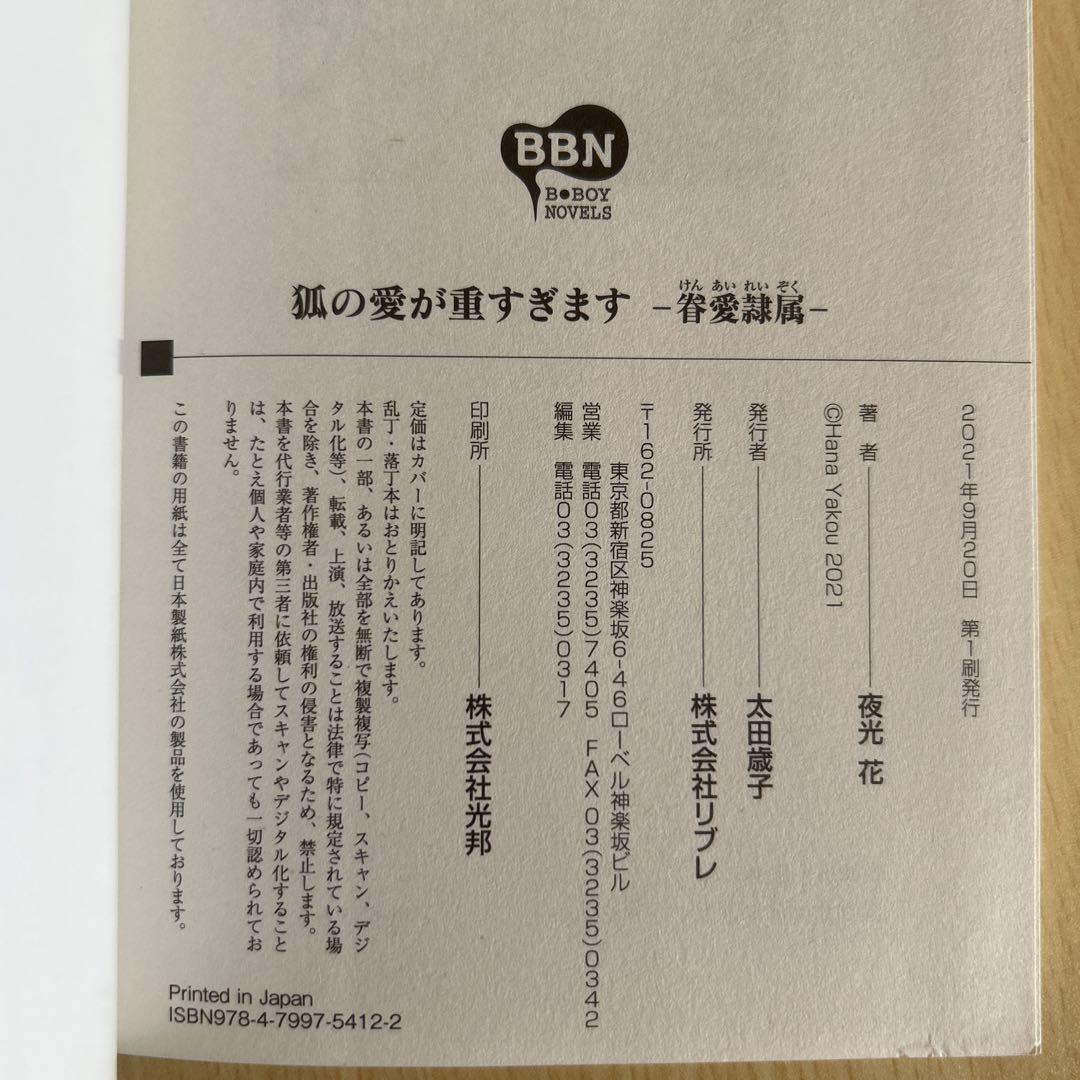 BBN
B●BOY
NOVELS
狐の愛が重すぎます －眷愛隷属－
けん あい れい ぞく
2021年9月20日 第1刷発行
著 者――――夜光 花
©Hana Yakou 2021
発行者――――太田歳子
発行所――――株式会社リブレ
〒162-0825
東京都新宿区神楽坂6-46ローベル神楽坂ビル
営業 電話03(3235)7405 FAX 03(3235)0342
編集 電話03(3235)0317
印刷所――――株式会社光邦
定価はカバーに明記してあります。
乱丁・落丁本はおとりかえいたします。
本書の一部、あるいは全部を無断で複製複写(コピー、スキャン、デジ
タル化等)、転載、上演、放送することは法律で特に規定されている場
合を除き、著作権者・出版社の権利の侵害となるため、禁止します。
本書を代行業者等の第三者に依頼してスキャンやデジタル化すること
は、たとえ個人や家庭内で利用する場合であっても一切認められてお
りません。
この書籍の用紙は全て日本製紙株式会社の製品を使用しております。
Printed in Japan
ISBN978-4-7997-5412-2